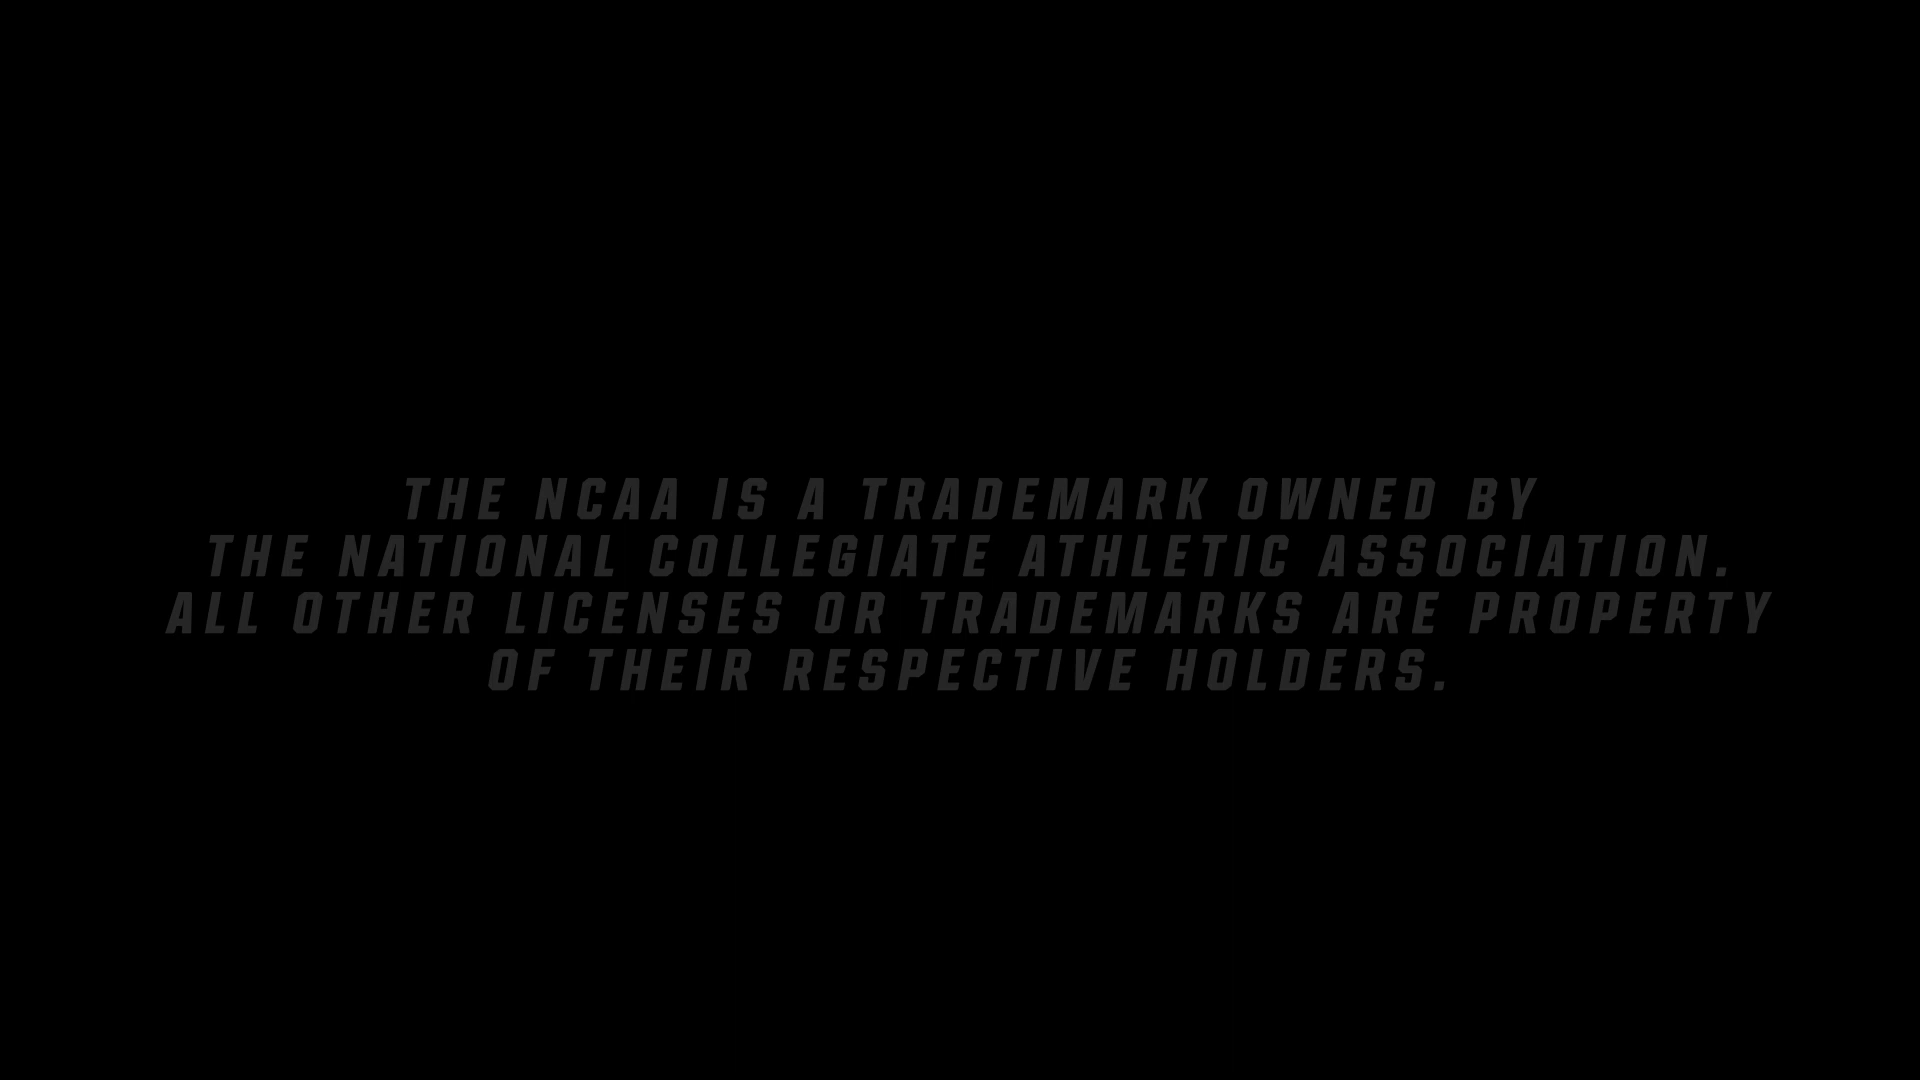 THE NCAA IS A TRADEMARK OWNED BY
THE NATIONAL COLLEGIATE ATHLETIC ASSOCIATION.
ALL OTHER LICENSES OR TRADEMARKS ARE PROPERTY
OF THEIR RESPECTIVE HOLDERS.